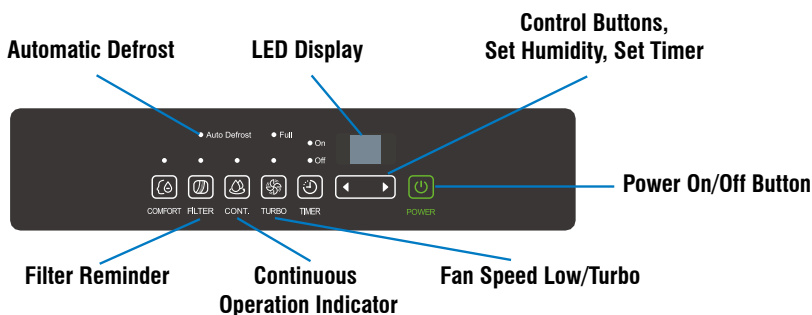 Control Buttons,
Set Humidity, Set Timer
Automatic Defrost
LED Display
Auto Defrost
Full
On
Off
COMFORT
FILTER
CONT.
TURBO
TIMER
POWER
Power On/Off Button
Filter Reminder
Continuous
Operation Indicator
Fan Speed Low/Turbo